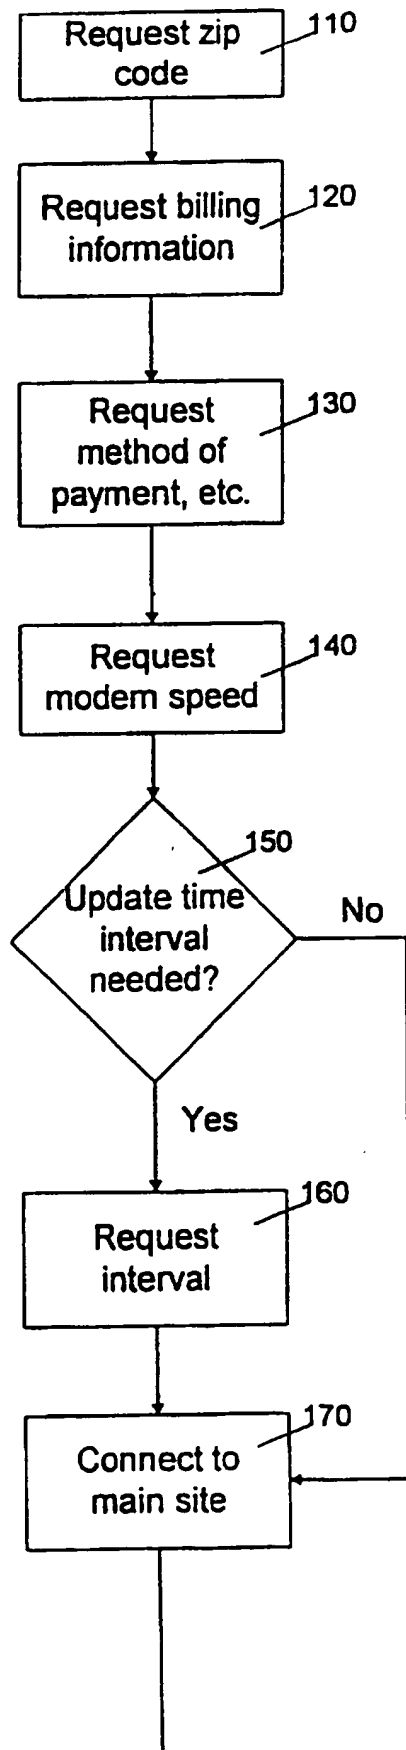 110
Request zip
code
120
Request billing
information
130
Request
method of
payment, etc.
140
Request
modem speed
150
Update time
interval
needed?
No
Yes
160
Request
interval
170
Connect to
main site